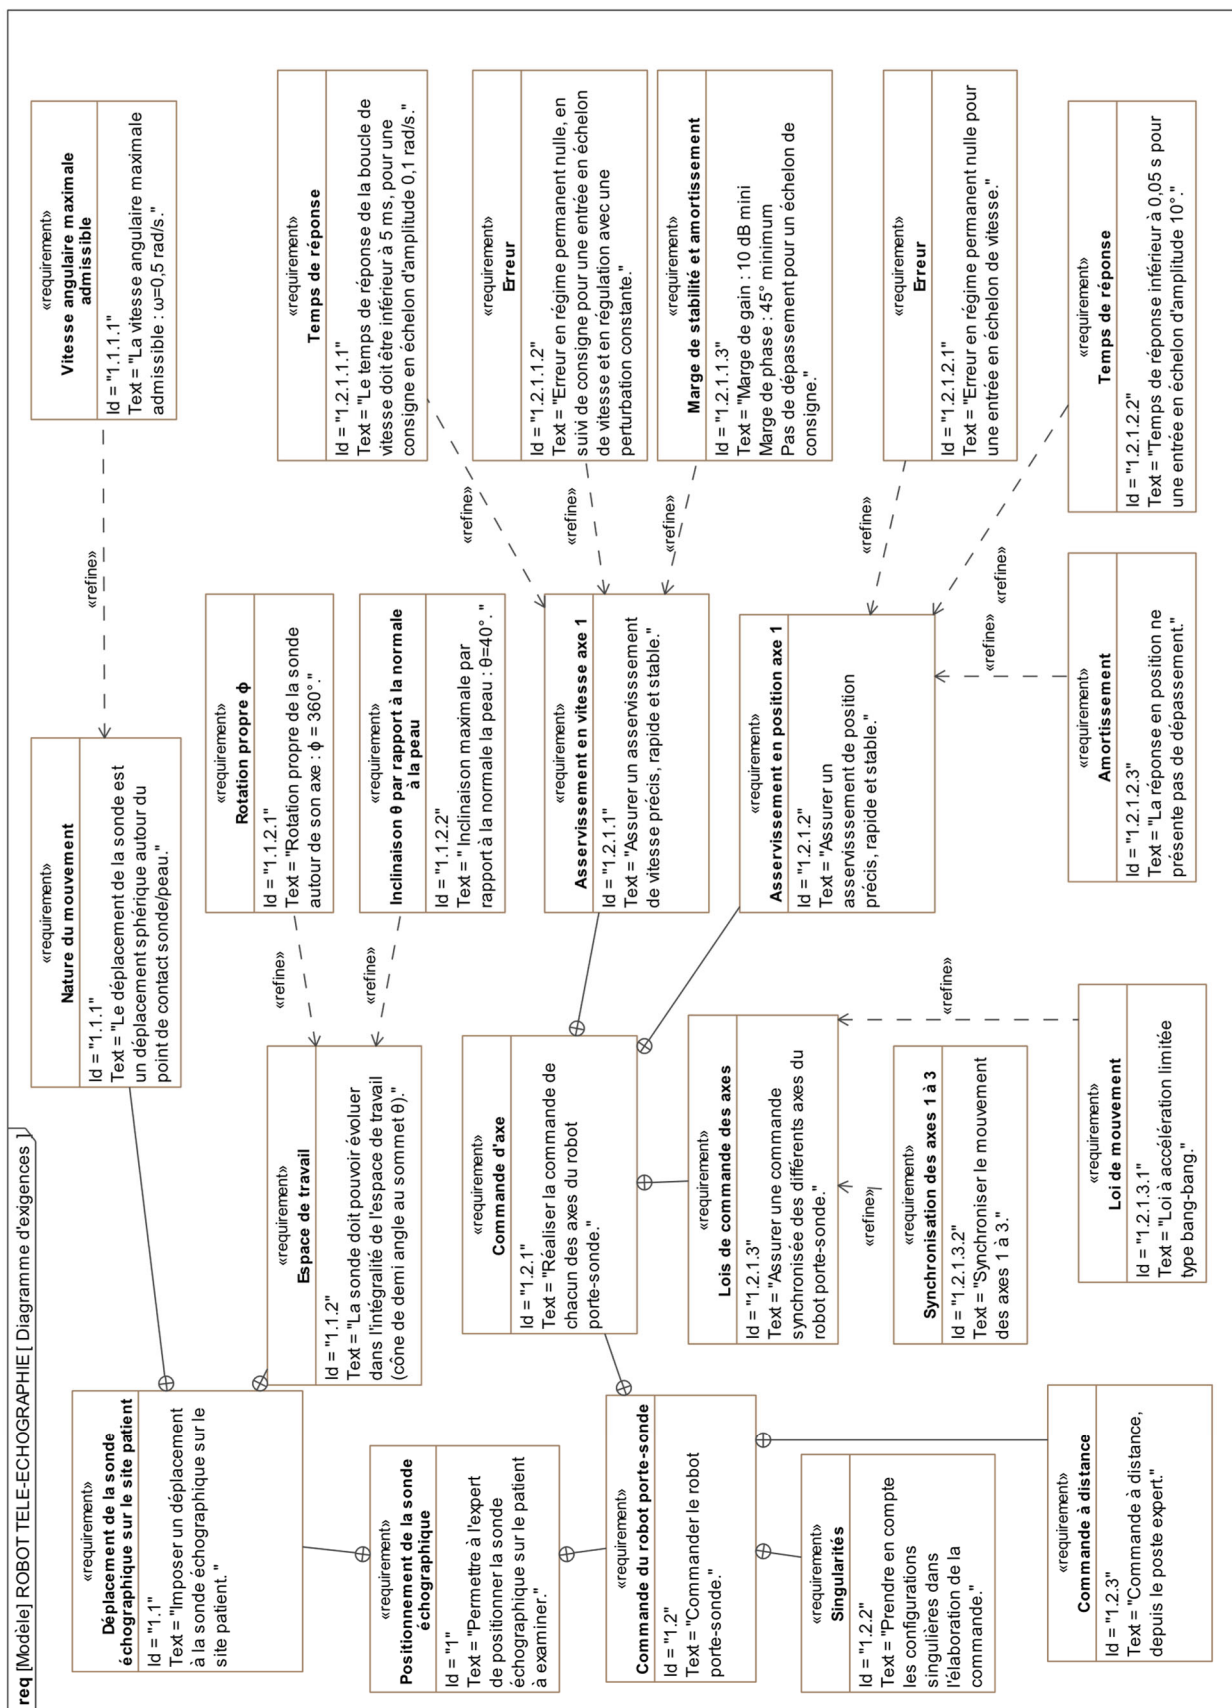 req [Modèle] ROBOT TELE-ECHOGRAPHIE [ Diagramme d'exigences ]
«requirement»
Déplacement de la sonde
échographique sur le site patient
Id = "1.1"
Text = "Imposer un déplacement
à la sonde échographique sur le
site patient. "
«requirement»
Positionnement de la sonde
échographique
Id = "1"
Text = "Permettre à l'expert
de positionner la sonde
échographique sur le patient
à examiner."
«requirement»
Commande du robot porte-sonde
Id = "1.2"
Text = "Commander le robot
porte-sonde."
«requirement»
Singularités
Id = "1.2.2"
Text = "Prendre en compte
les configurations
singulières dans
l'élaboration de la
commande."
«requirement»
Commande à distance
Id = "1.2.3"
Text = "Commande à distance,
depuis le poste expert."
«requirement»
Nature du mouvement
Id = "1.1.1"
Text = "Le déplacement de la sonde est
un déplacement sphérique autour du
point de contact sonde/peau."
«requirement»
Espace de travail
Id = "1.1.2"
Text = "La sonde doit pouvoir évoluer
dans l'intégralité de l'espace de travail
(cône de demi angle au sommet θ)."
«requirement»
Commande d'axe
Id = "1.2.1"
Text = "Réaliser la commande de
chacun des axes du robot
porte-sonde."
«requirement»
Lois de commande des axes
Id = "1.2.1.3"
Text = "Assurer une commande
synchronisée des différents axes du
robot porte-sonde."
«refine»
«requirement»
Synchronisation des axes 1 à 3
Id = "1.2.1.3.2"
Text = "Synchroniser le mouvement
des axes 1 à 3."
«refine»
«requirement»
Loi de mouvement
Id = "1.2.1.3.1"
Text = "Loi à accélération limitée
type bang-bang."
«refine»
«requirement»
Vitesse angulaire maximale
admissible
Id = "1.1.1.1"
Text = "La vitesse angulaire maximale
admissible : ω=0,5 rad/s."
«refine»
«requirement»
Rotation propre ϕ
Id = "1.1.2.1"
Text = "Rotation propre de la sonde
autour de son axe : ϕ = 360°."
«refine»
«requirement»
Inclinaison θ par rapport à la normale
à la peau
Id = "1.1.2.2"
Text = " Inclinaison maximale par
rapport à la normale la peau : θ=40°. "
«requirement»
Asservissement en vitesse axe 1
Id = "1.2.1.1"
Text = "Assurer un asservisssement
de vitesse précis, rapide et stable."
«requirement»
Asservissement en position axe 1
Id = "1.2.1.2"
Text = "Assurer un
asservisssement de position
précis, rapide et stable."
«refine»
«requirement»
Amortissement
Id = "1.2.1.2.3"
Text = "La réponse en position ne
présente pas de dépassement."
«refine»
«requirement»
Temps de réponse
Id = "1.2.1.1.1"
Text = "Le temps de réponse de la boucle de
vitesse doit être inférieur à 5 ms, pour une
consigne en échelon d'amplitude 0,1 rad/s."
«refine»
«requirement»
Erreur
Id = "1.2.1.1.2"
Text = "Erreur en régime permanent nulle, en
suivi de consigne pour une entrée en échelon
de vitesse et en régulation avec une
perturbation constante."
«refine»
«requirement»
Marge de stabilité et amortissement
Id = "1.2.1.1.3"
Text = "Marge de gain : 10 dB mini
Marge de phase : 45° minimum
Pas de dépassement pour un échelon de
consigne."
«refine»
«requirement»
Erreur
Id = "1.2.1.2.1"
Text = "Erreur en régime permanent nulle pour
une entrée en échelon de vitesse."
«refine»
«requirement»
Temps de réponse
Id = "1.2.1.2.2"
Text = "Temps de réponse inférieur à 0,05 s pour
une entrée en échelon d'amplitude 10°."